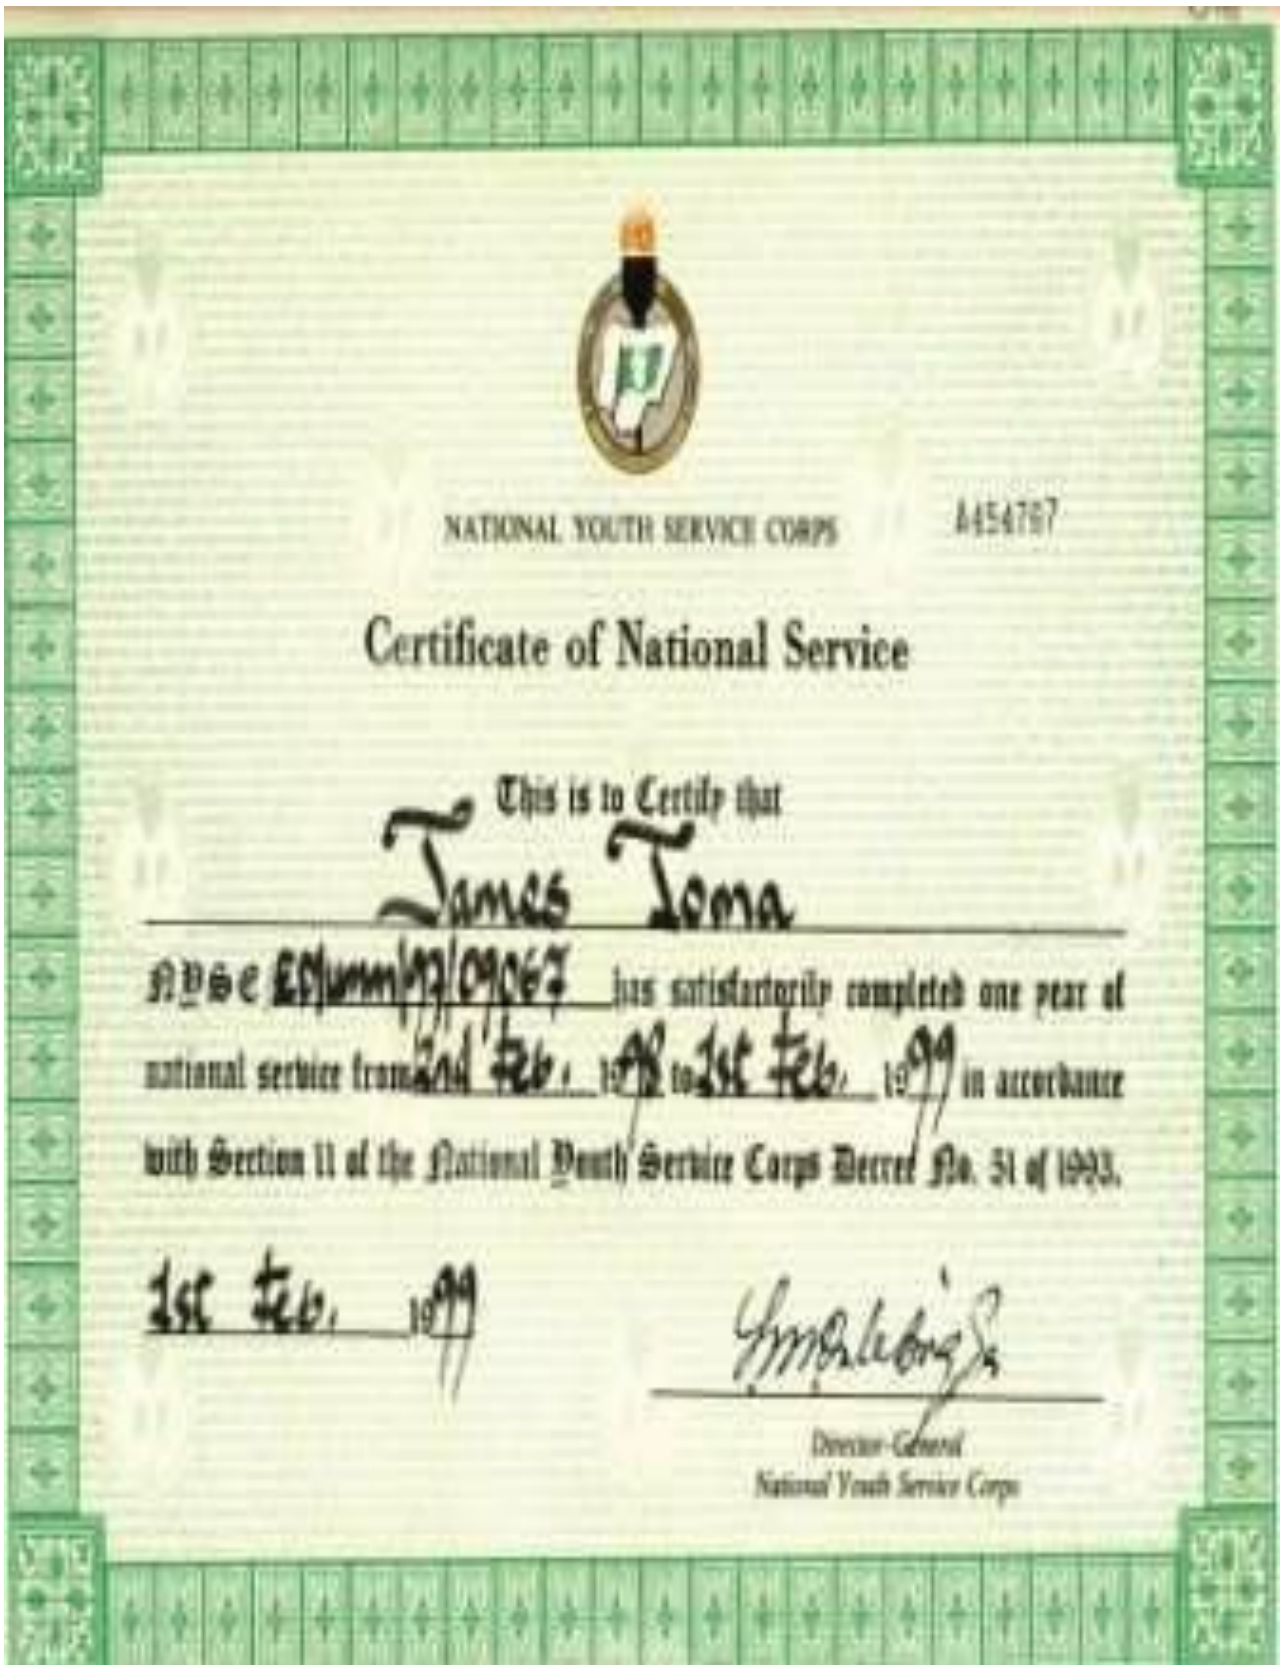 NATIONAL YOUTH SERVICE CORPS
A454767
Certificate of National Service
This is to Certify that
James Toma
NYSC has satisfactorily completed one year of
national service from 2nd Feb. 1998 to 1st Feb. 1999 in accordance
with Section 11 of the National Youth Service Corps Decree No. 51 of 1993.
1st Feb. 1999
Director-General
National Youth Service Corps